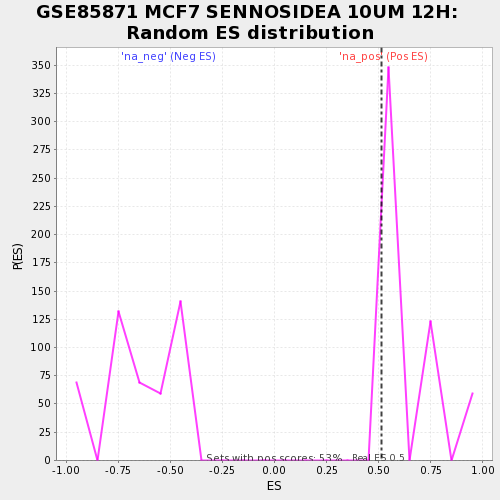 GSE85871 MCF7 SENNOSIDEA 10UM 12H:
Random ES distribution
'na_neg' (Neg ES)
'na_pos' (Pos ES)
350
325
300
275
250
225
200
175
150
125
100
75
50
25
0
P(ES)
Sets with pos scores: 53%
Real ES 0.5
-1.00 -0.75 -0.50 -0.25 0.00 0.25 0.50 0.75 1.00
ES